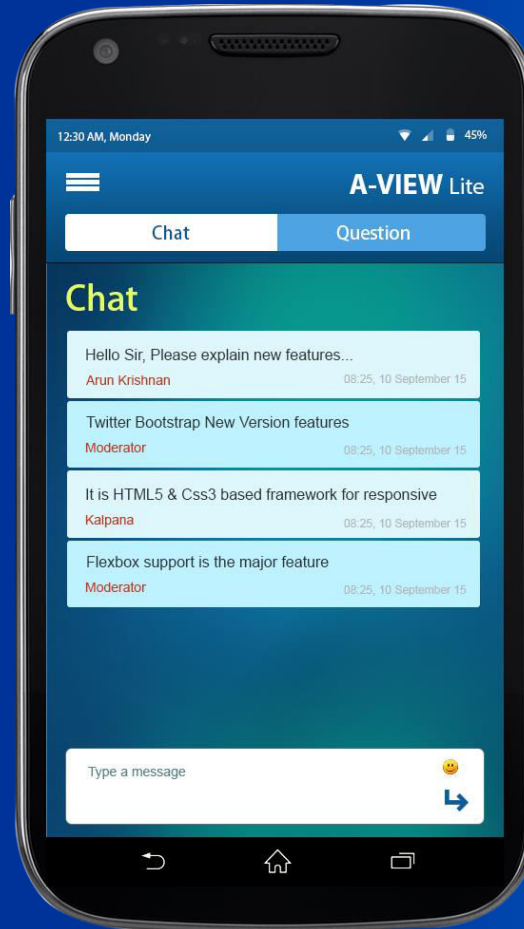 12:30 AM, Monday 45%
A-VIEW Lite
Chat Question
Chat
Hello Sir, Please explain new features...
Arun Krishnan 08:25, 10 September 15
Twitter Bootstrap New Version features
Moderator 08:25, 10 September 15
It is HTML5 & Css3 based framework for responsive
Kalpana 08:25, 10 September 15
Flexbox support is the major feature
Moderator 08:25, 10 September 15
Type a message